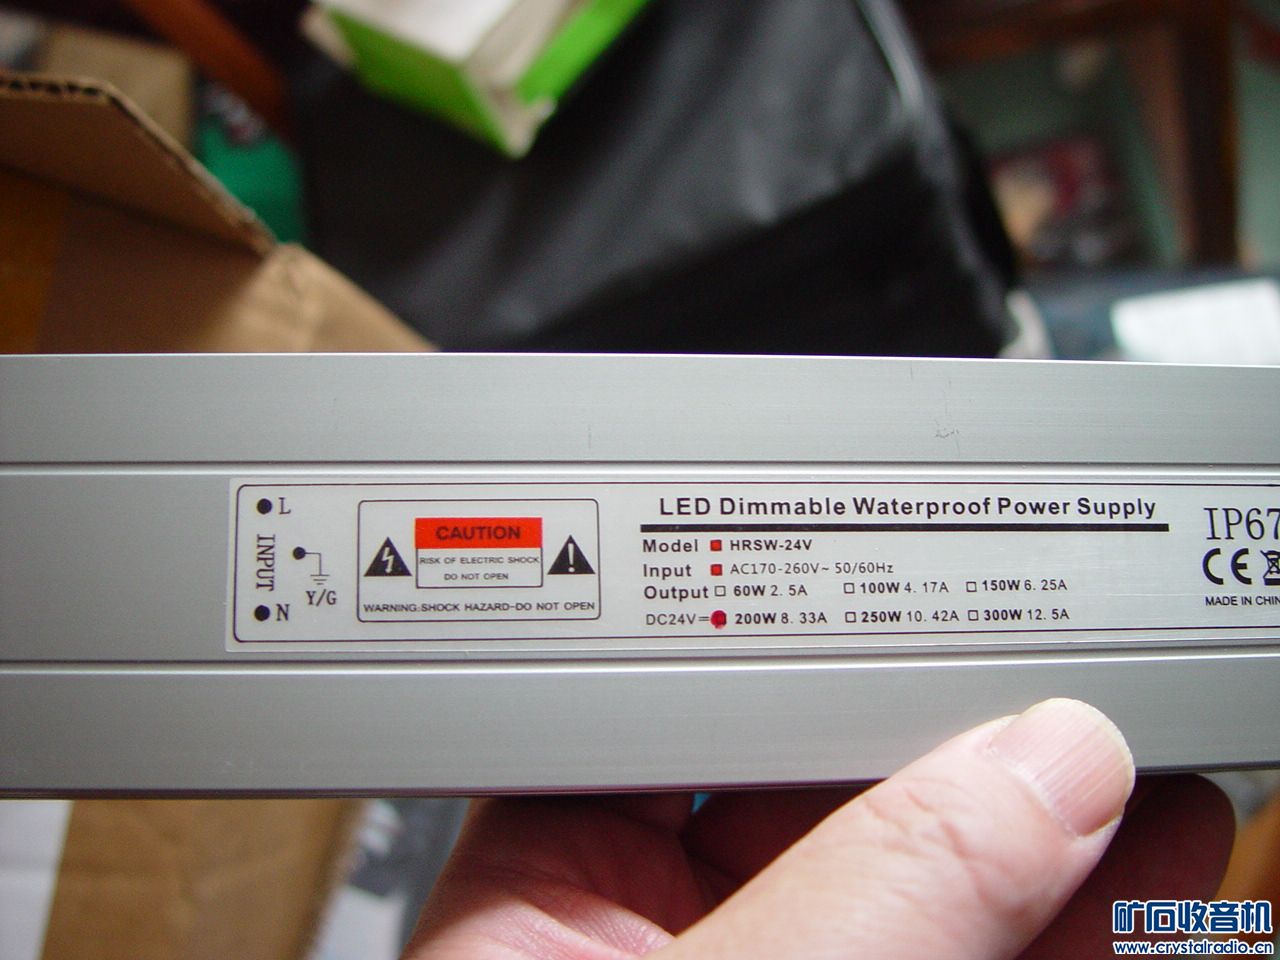 L
INPUT
Y/G
N
CAUTION
RISK OF ELECTRIC SHOCK
DO NOT OPEN
WARNING:SHOCK HAZARD-DO NOT OPEN
LED Dimmable Waterproof Power Supply
Model HRSW-24V
Input AC170-260V~ 50/60Hz
Output 60W 2.5A 100W 4.17A 150W 6.25A
DC24V= 200W 8.33A 250W 10.42A 300W 12.5A
IP67
CE
MADE IN CHIN
矿石收音机
www.crystalradio.cn